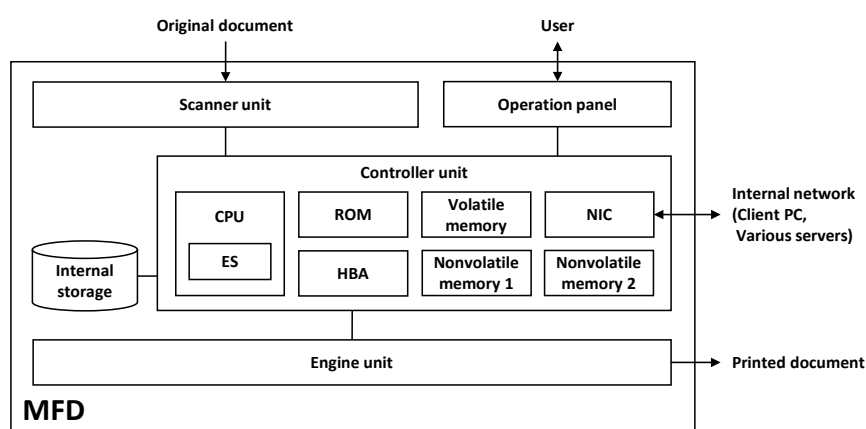 Original document
User
Scanner unit
Operation panel
Controller unit
CPU
ES
ROM
Volatile
memory
NIC
HBA
Nonvolatile
memory 1
Nonvolatile
memory 2
Internal
storage
Internal network
(Client PC,
Various servers)
Engine unit
Printed document
MFD